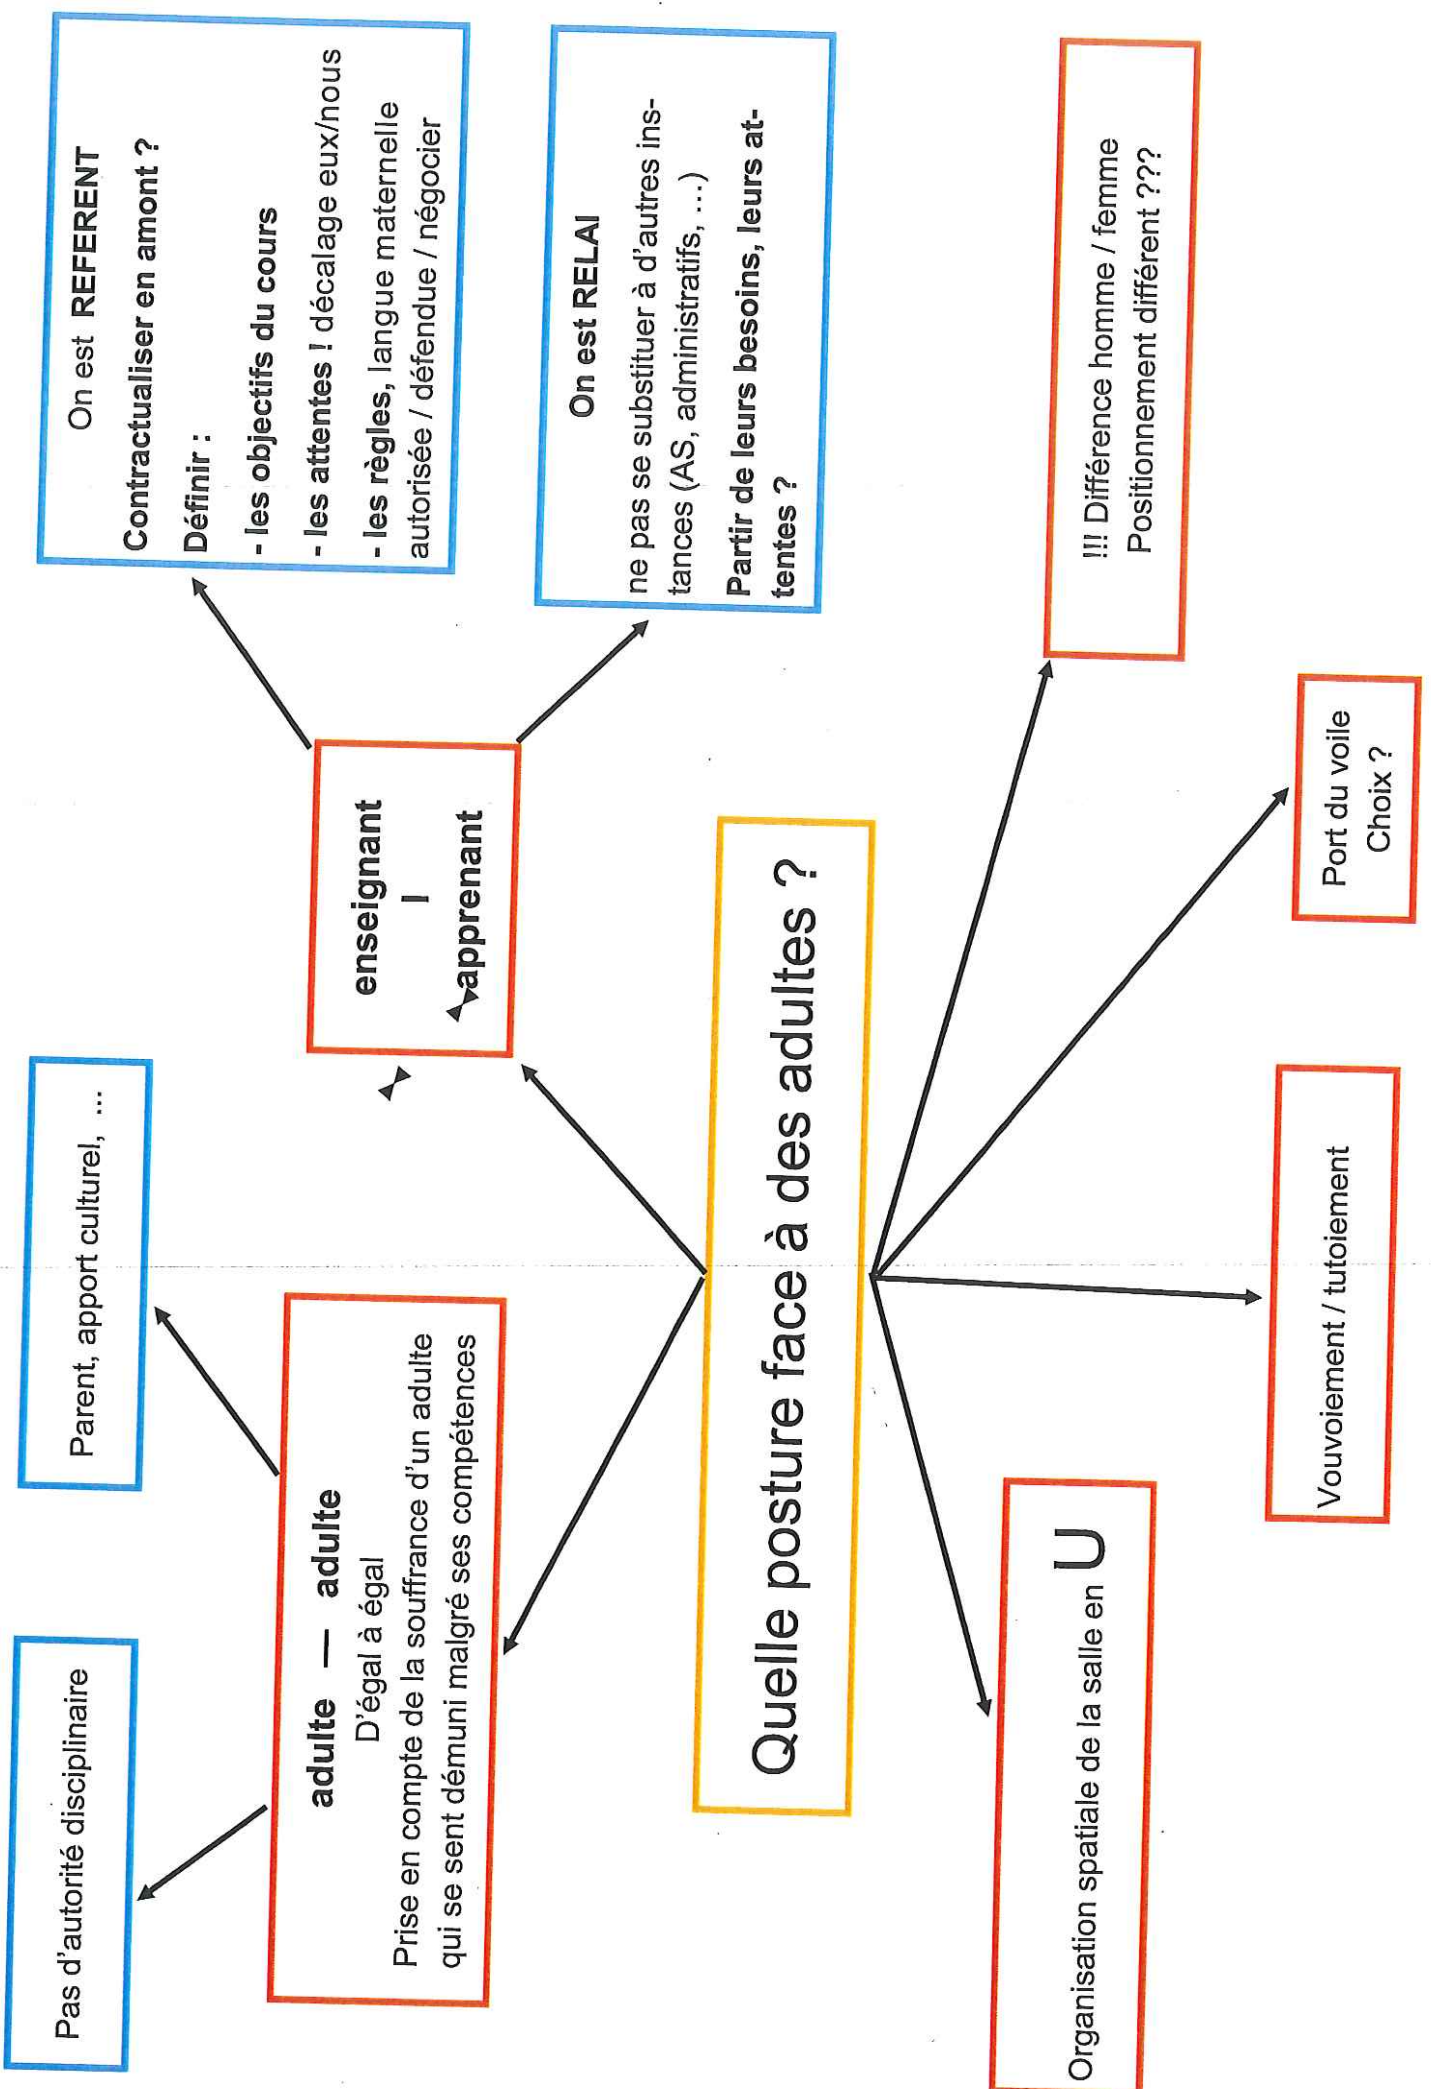 Pas d'autorité disciplinaire
Parent, apport culturel, ...
On est REFERENT
Contractualiser en amont ?
Définir :
- les objectifs du cours
- les attentes ! décalage eux/nous
- les règles, langue maternelle
autorisée / défendue / négocier
adulte — adulte
D'égal à égal
Prise en compte de la souffrance d'un adulte
qui se sent démuni malgré ses compétences
enseignant
I
apprenant
On est RELAI
ne pas se substituer à d'autres ins-
tances (AS, administratifs, ...)
Partir de leurs besoins, leurs at-
tentes ?
Quelle posture face à des adultes ?
Organisation spatiale de la salle en U
Vouvoiement / tutoiement
Port du voile
Choix ?
!!! Différence homme / femme
Positionnement différent ???